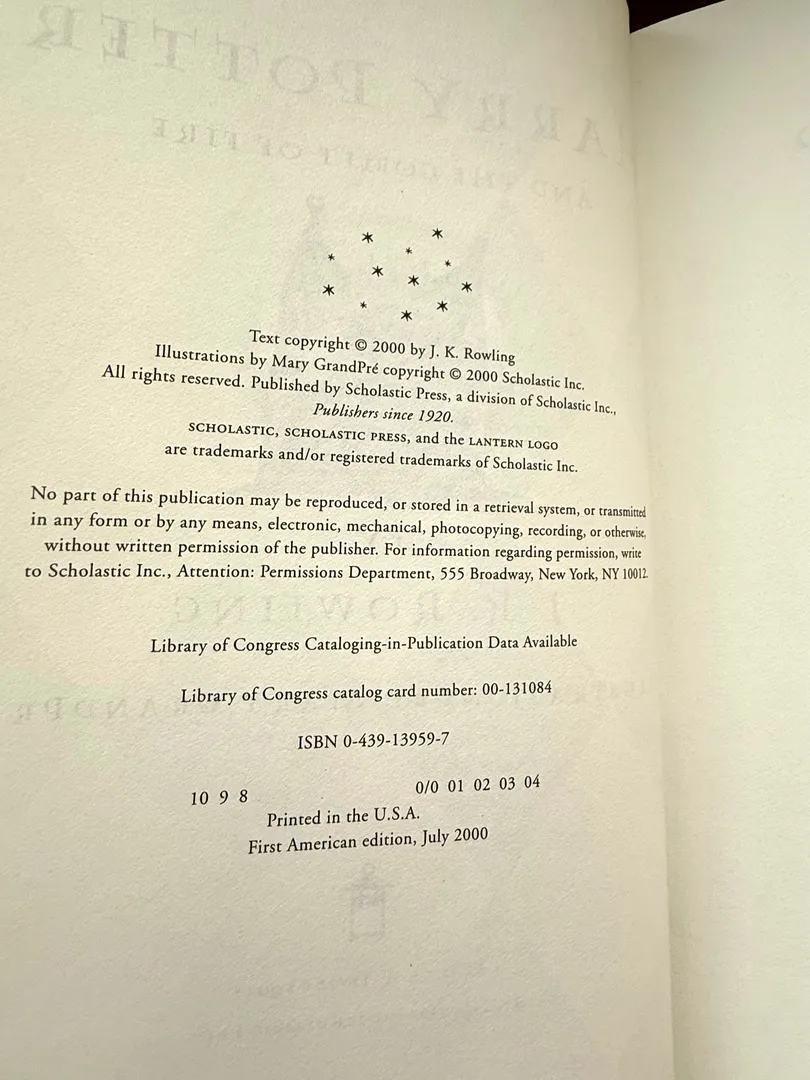 Text copyright © 2000 by J. K. Rowling
Illustrations by Mary GrandPré copyright © 2000 Scholastic Inc.
All rights reserved. Published by Scholastic Press, a division of Scholastic Inc.,
Publishers since 1920.
SCHOLASTIC, SCHOLASTIC PRESS, and the LANTERN LOGO
are trademarks and/or registered trademarks of Scholastic Inc.
No part of this publication may be reproduced, or stored in a retrieval system, or transmitted
in any form or by any means, electronic, mechanical, photocopying, recording, or otherwise,
without written permission of the publisher. For information regarding permission, write
to Scholastic Inc., Attention: Permissions Department, 555 Broadway, New York, NY 10012.
Library of Congress Cataloging-in-Publication Data Available
Library of Congress catalog card number: 00-131084
ISBN 0-439-13959-7
10 9 8 0/0 01 02 03 04
Printed in the U.S.A.
First American edition, July 2000